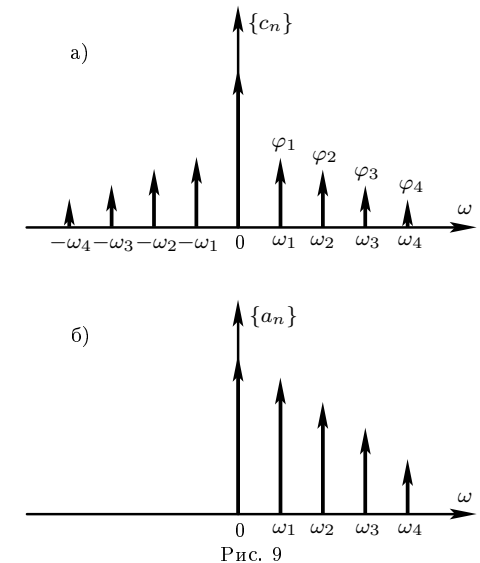 {cₙ}
а)
φ₁
φ₂
φ₃
φ₄
ω
−ω₄ −ω₃ −ω₂ −ω₁ 0 ω₁ ω₂ ω₃ ω₄
{aₙ}
б)
ω
0 ω₁ ω₂ ω₃ ω₄
Рис. 9